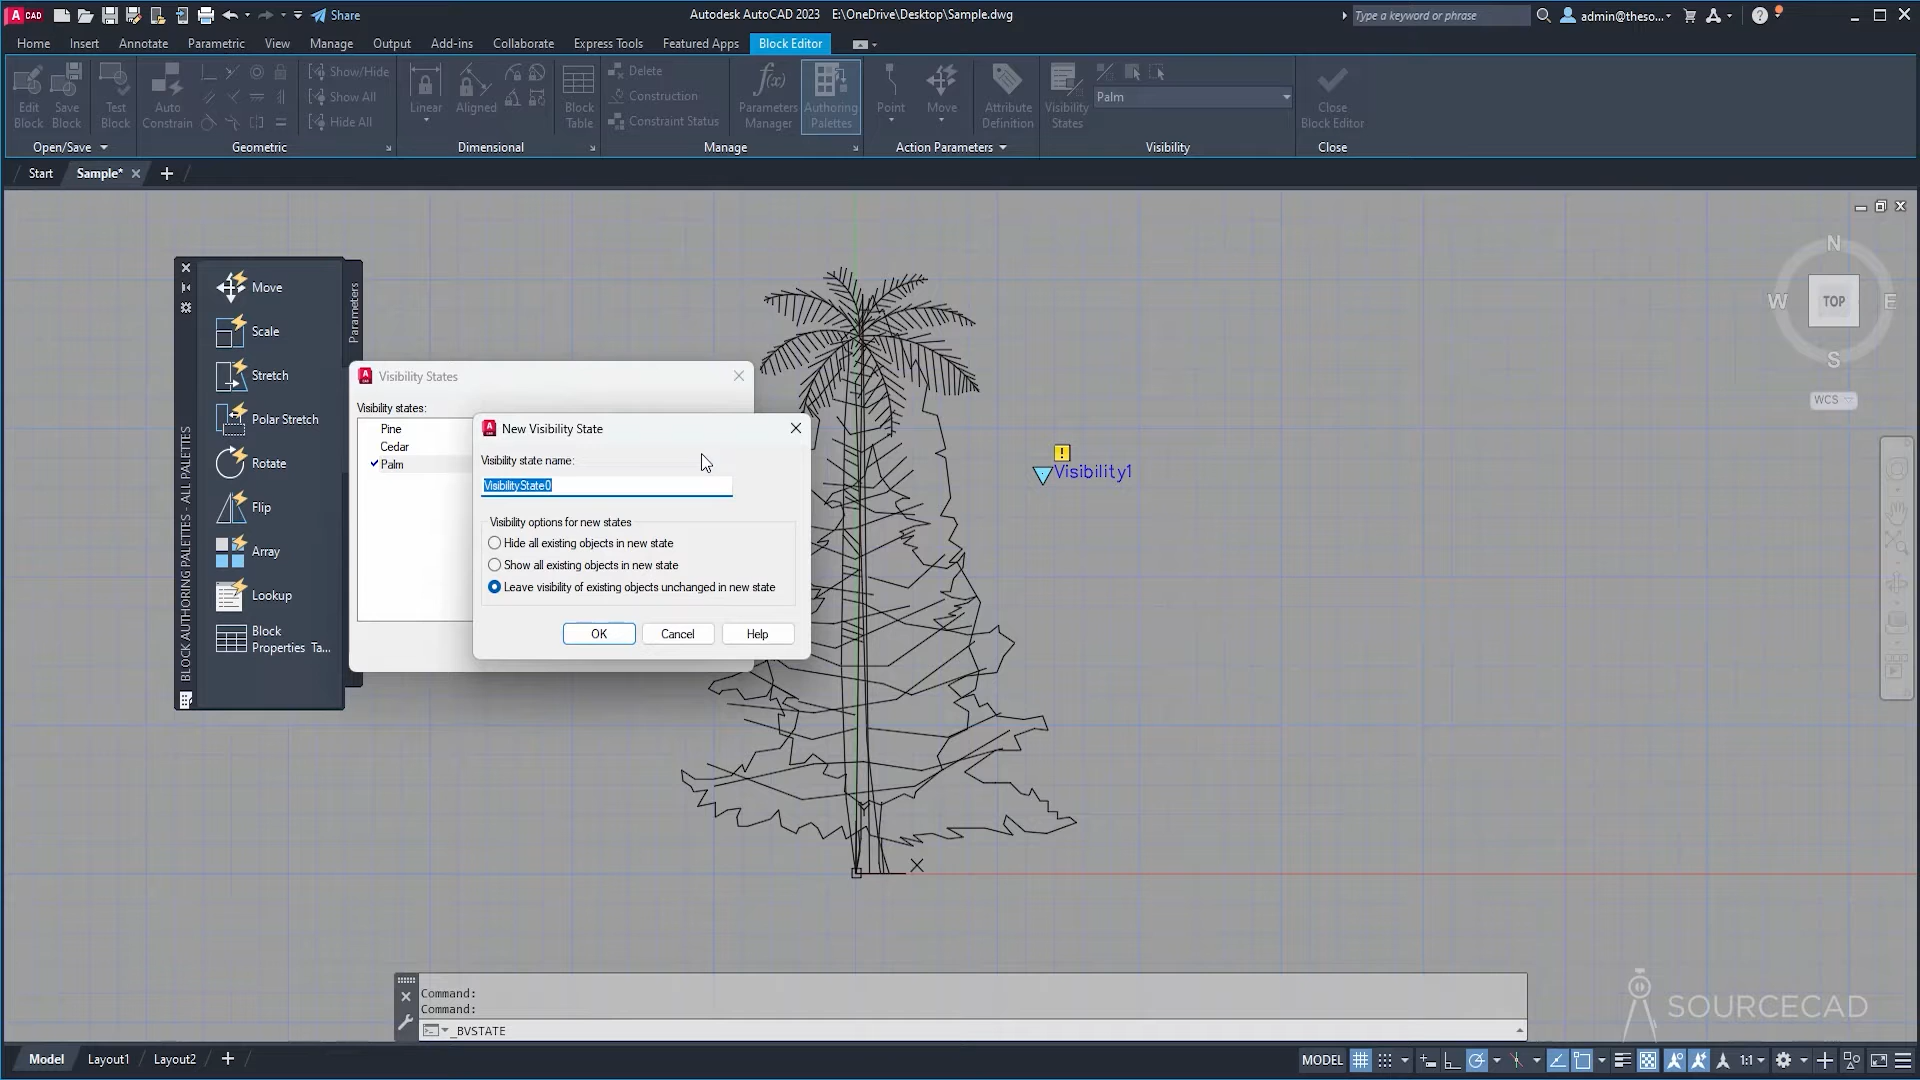 CAD
Share
Autodesk AutoCAD 2023 E:\OneDrive\Desktop\Sample.dwg
Type a keyword or phrase
admin@theso...
Home Insert Annotate Parametric View Manage Output Add-ins Collaborate Express Tools Featured Apps Block Editor
Edit Block
Save Block
Test Block
Auto Constrain
Show/Hide
Show All
Hide All
Linear
Aligned
Block Table
Delete
Construction
Constraint Status
Parameters Manager
Authoring Palettes
Point
Move
Attribute Definition
Visibility States
Palm
Close Block Editor
Open/Save Geometric Dimensional Manage Action Parameters Visibility Close
Start Sample*
N
W TOP E
S
WCS
Move
Scale
Stretch
Polar Stretch
Rotate
Flip
Array
Lookup
Block
Properties Ta...
Parameters
BLOCK AUTHORING PALETTES - ALL PALETTES
Visibility States
Visibility states:
Pine
Cedar
Palm
New Visibility State
Visibility state name:
VisibilityState0
Visibility options for new states
Hide all existing objects in new state
Show all existing objects in new state
Leave visibility of existing objects unchanged in new state
OK Cancel Help
!
Visibility1
Command:
Command:
_BVSTATE
SOURCECAD
Model Layout1 Layout2
MODEL 1:1